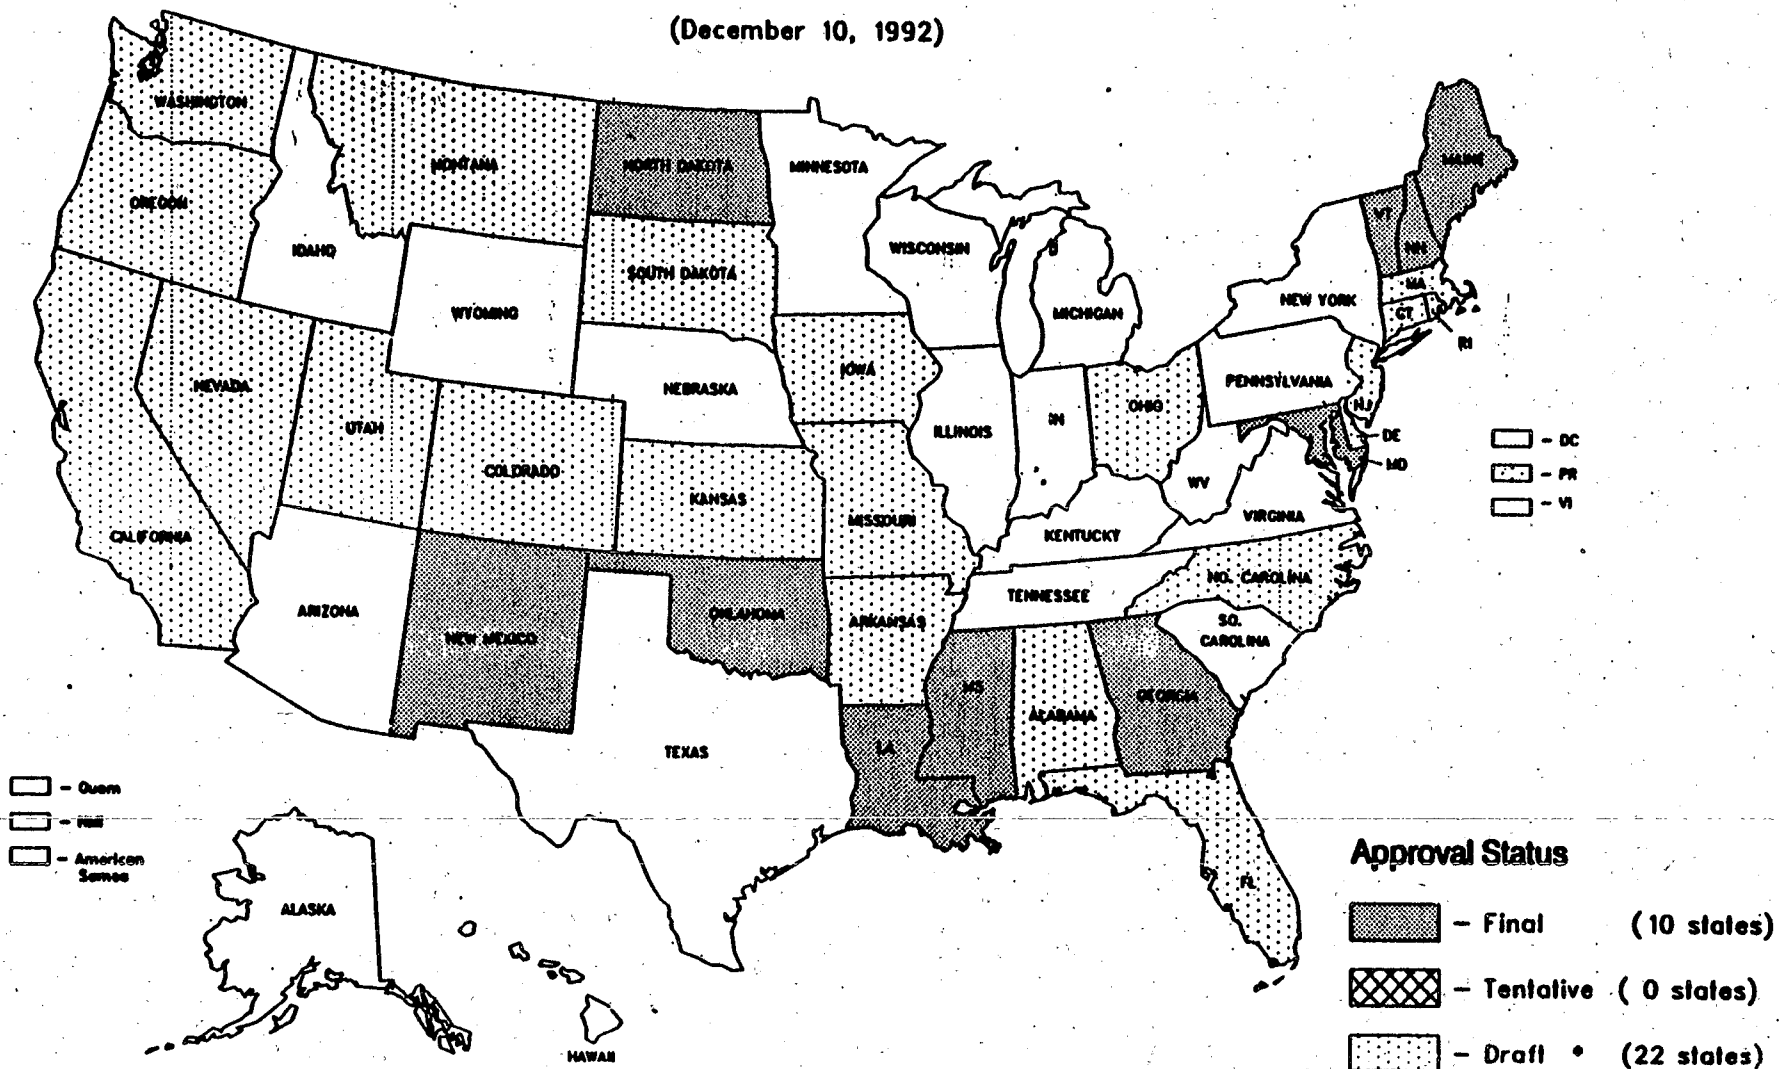 (December 10, 1992)
WASHINGTON
MONTANA
NORTH DAKOTA
MINNESOTA
MAINE
OREGON
IDAHO
VT
NH
WISCONSIN
SOUTH DAKOTA
MA
NEW YORK
WYOMING
MICHIGAN
CT
RI
IOWA
NEVADA
NEBRASKA
PENNSYLVANIA
UTAH
ILLINOIS
IN
OHIO
NJ
DE
MD
- DC
- PR
- VI
COLORADO
KANSAS
WV
MISSOURI
VIRGINIA
CALIFORNIA
KENTUCKY
NO. CAROLINA
ARIZONA
TENNESSEE
OKLAHOMA
ARKANSAS
SO.
CAROLINA
NEW MEXICO
MS
GEORGIA
ALABAMA
TEXAS
LA
- Guam
- American
Samoa
ALASKA
FL
HAWAII
Approval Status
- Final (10 states)
- Tentative ( 0 states)
- Draft * (22 states)